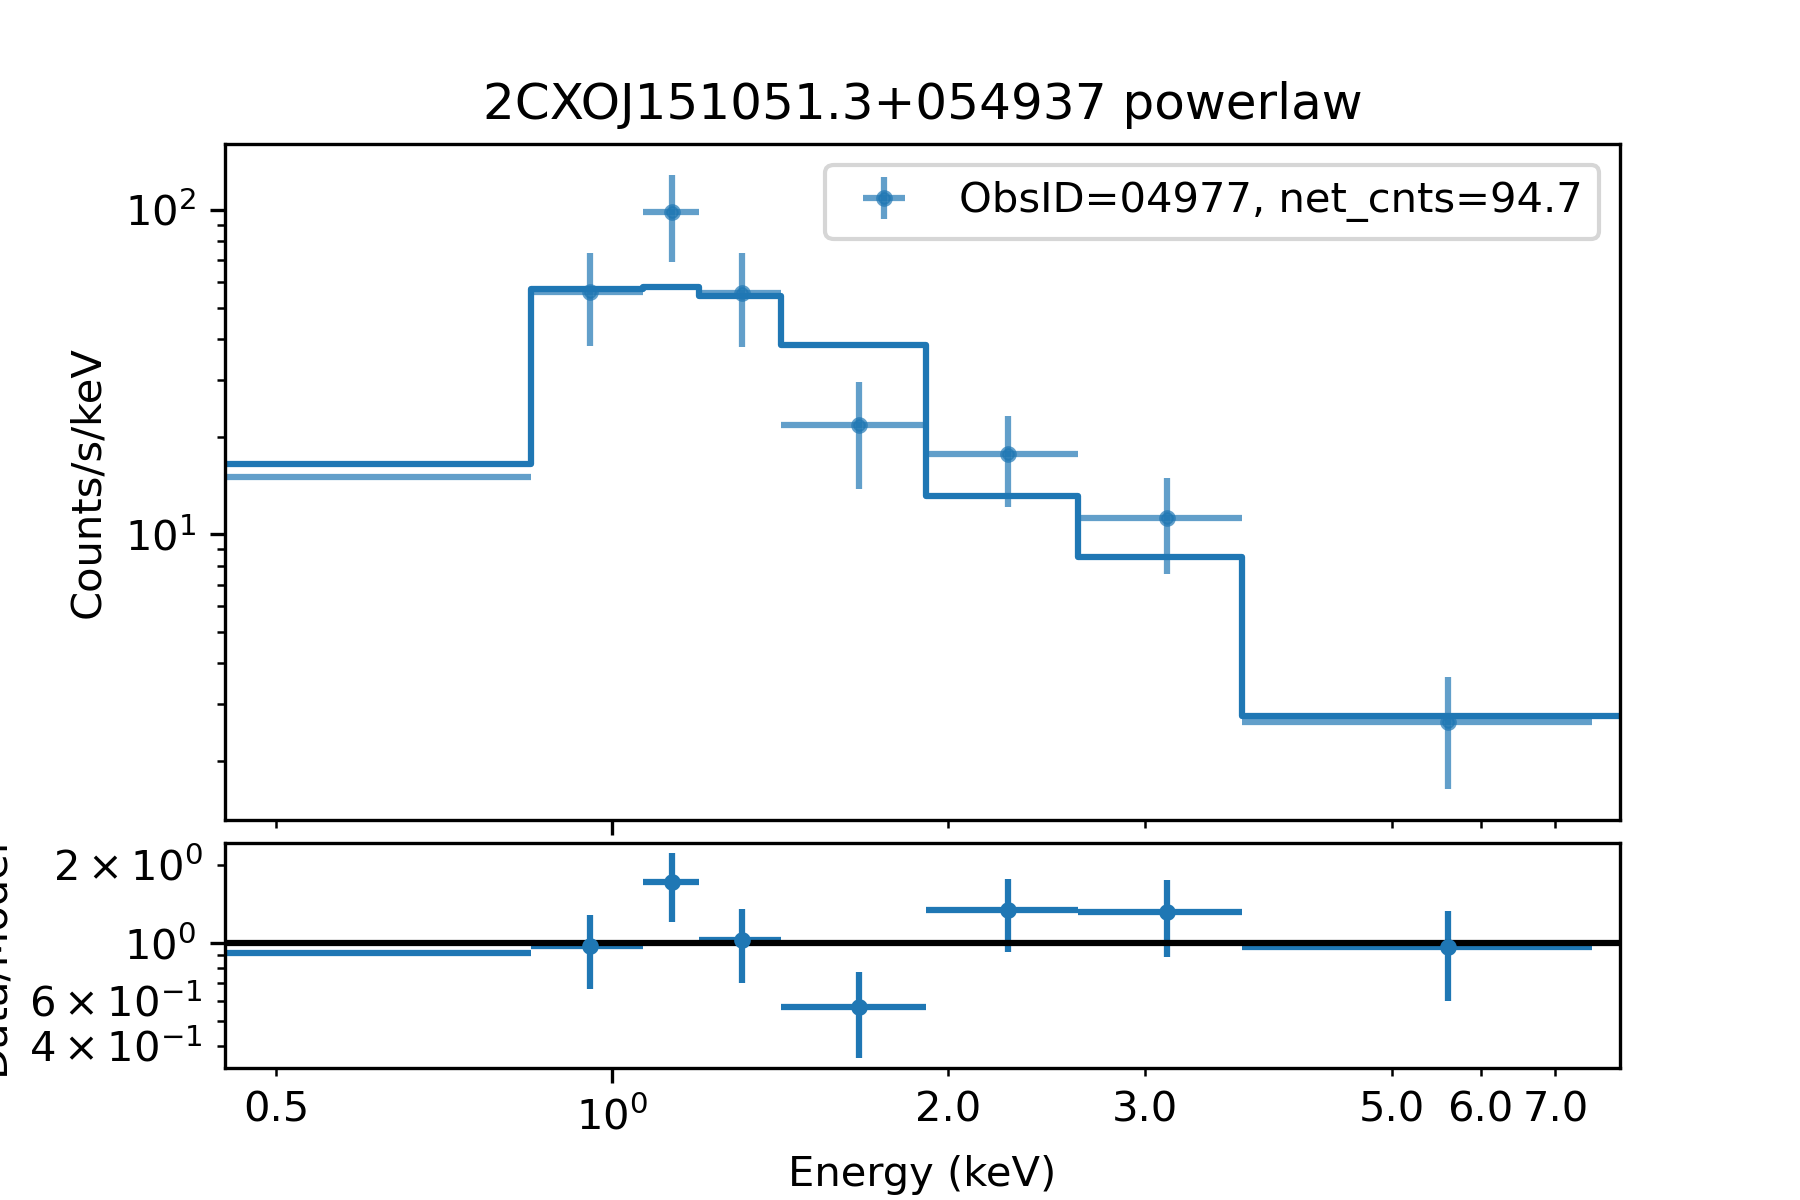 2CXOJ151051.3+054937 powerlaw
ObsID=04977, net_cnts=94.7
10²
10¹
Counts/s/keV
2×10⁰
10⁰
6×10⁻¹
4×10⁻¹
0.5 10⁰ 2.0 3.0 5.0 6.0 7.0
Energy (keV)